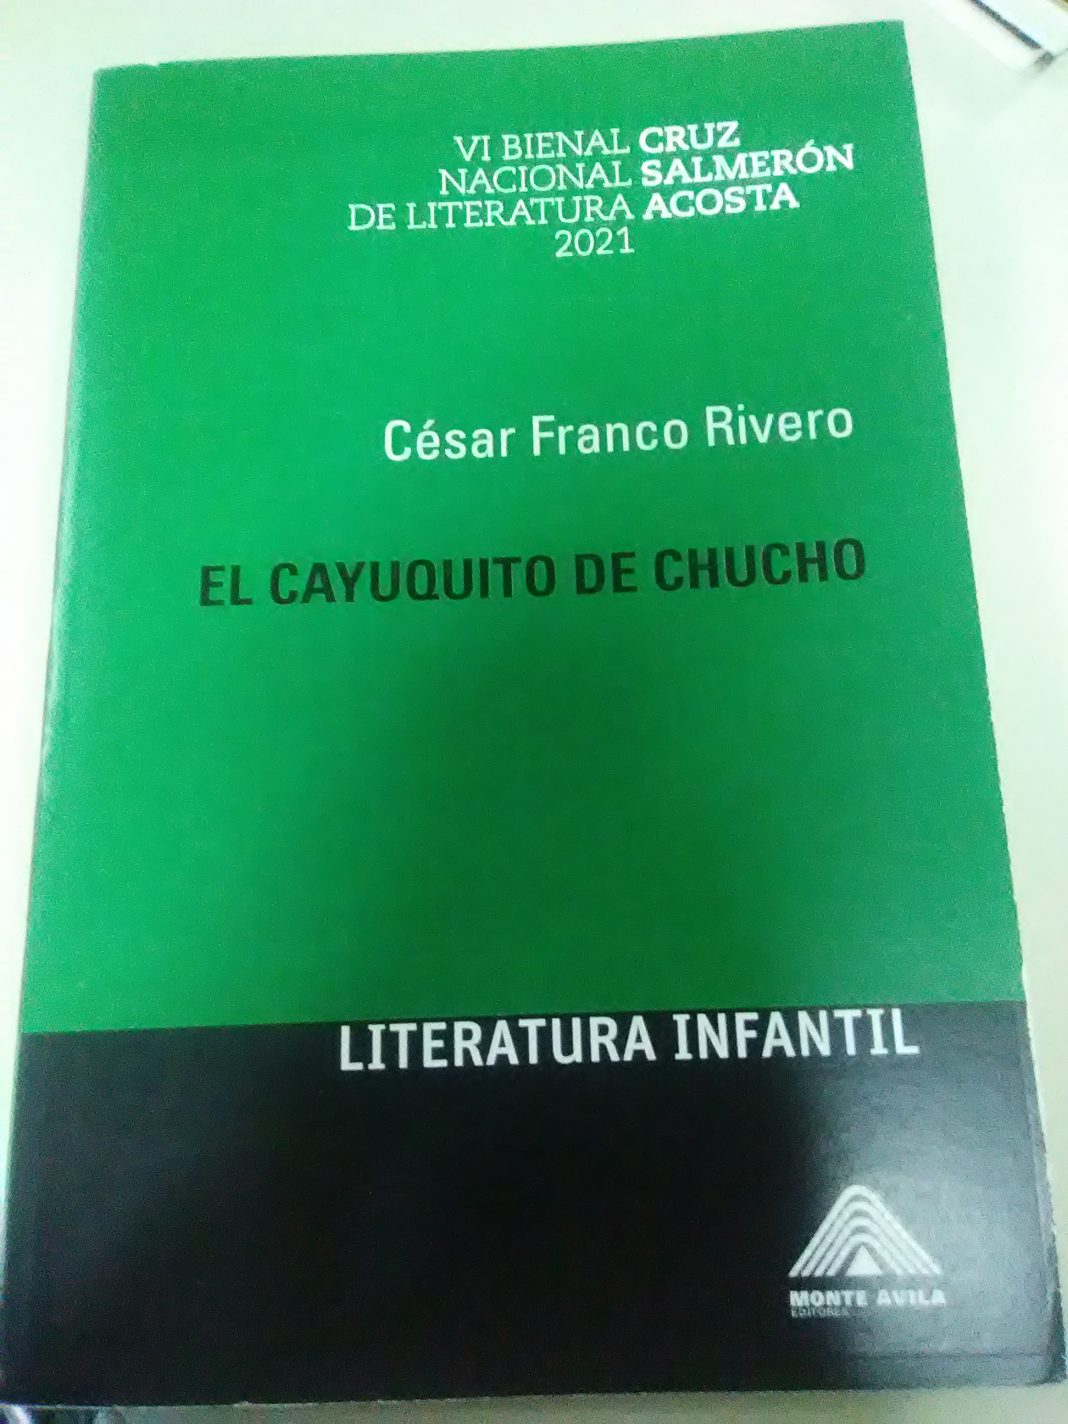 VI BIENAL CRUZ
NACIONAL SALMERÓN
DE LITERATURA ACOSTA
2021
César Franco Rivero
EL CAYUQUITO DE CHUCHO
LITERATURA INFANTIL
MONTE AVILA
EDITORES